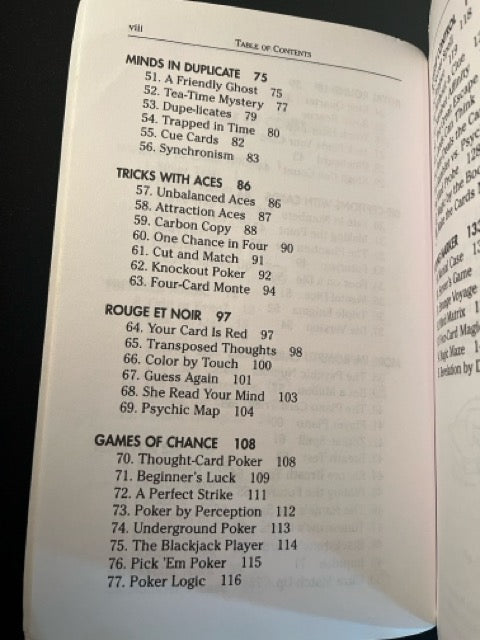 viii
TABLE OF CONTENTS
MINDS IN DUPLICATE 75
51. A Friendly Ghost 75
52. Tea-Time Mystery 77
53. Dupe-licates 79
54. Trapped in Time 80
55. Cue Cards 82
56. Synchronism 83
TRICKS WITH ACES 86
57. Unbalanced Aces 86
58. Attraction Aces 87
59. Carbon Copy 88
60. One Chance in Four 90
61. Cut and Match 91
62. Knockout Poker 92
63. Four-Card Monte 94
ROUGE ET NOIR 97
64. Your Card Is Red 97
65. Transposed Thoughts 98
66. Color by Touch 100
67. Guess Again 101
68. She Read Your Mind 103
69. Psychic Map 104
GAMES OF CHANCE 108
70. Thought-Card Poker 108
71. Beginner's Luck 109
72. A Perfect Strike 111
73. Poker by Perception 112
74. Underground Poker 113
75. The Blackjack Player 114
76. Pick 'Em Poker 115
77. Poker Logic 116